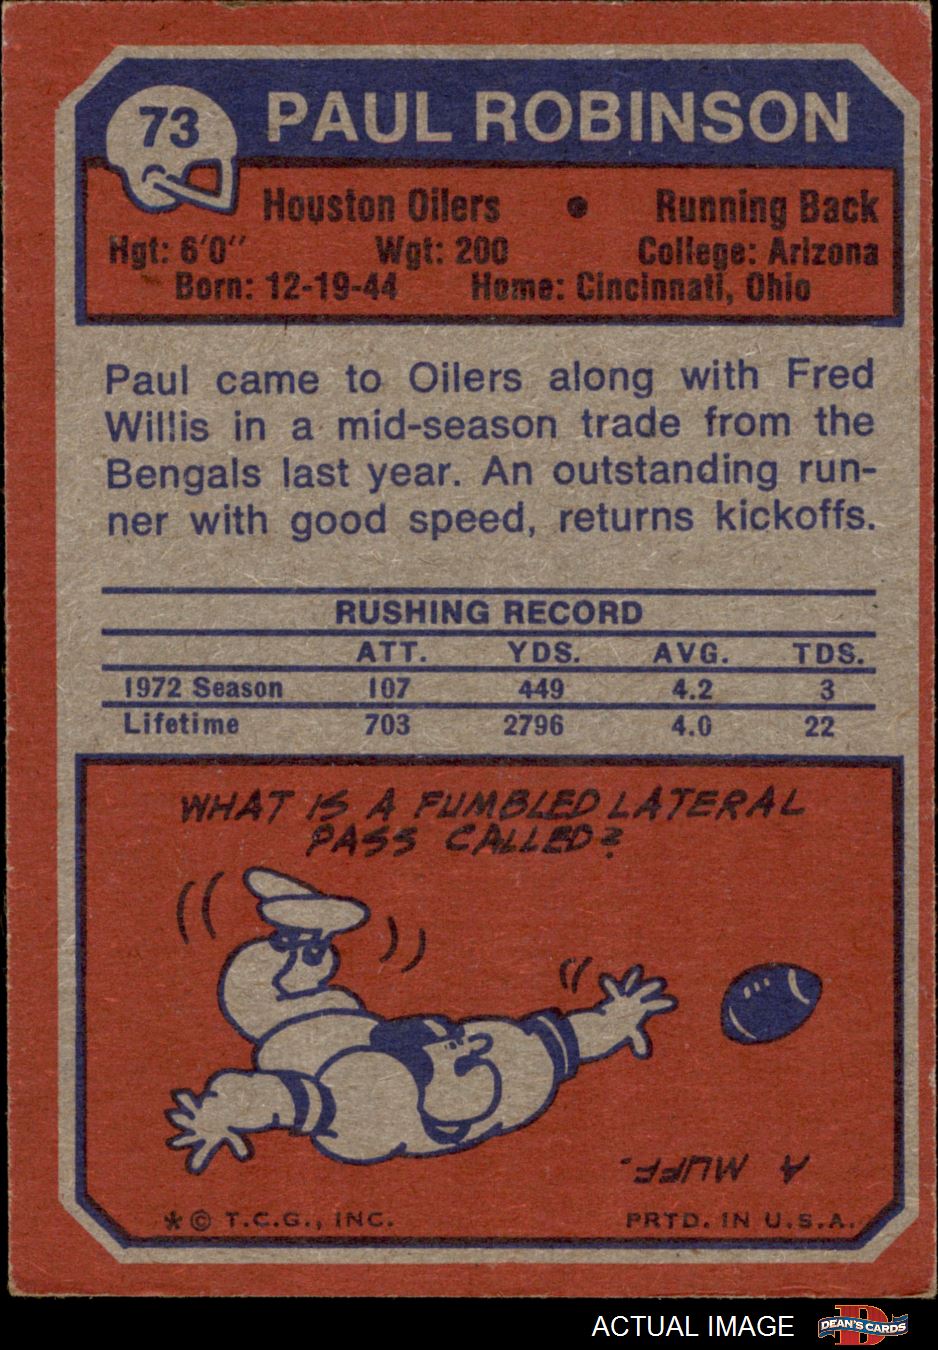 73 PAUL ROBINSON
Houston Oilers • Running Back
Hgt: 6'0" Wgt: 200 College: Arizona
Born: 12-19-44 Home: Cincinnati, Ohio
Paul came to Oilers along with Fred
Willis in a mid-season trade from the
Bengals last year. An outstanding run-
ner with good speed, returns kickoffs.
RUSHING RECORD
ATT. YDS. AVG. TDS.
1972 Season 107 449 4.2 3
Lifetime 703 2796 4.0 22
WHAT IS A FUMBLED LATERAL
PASS CALLED?
A MUFF.
* © T.C.G., INC. PRTD. IN U.S.A.
ACTUAL IMAGE D DEAN'S CARDS